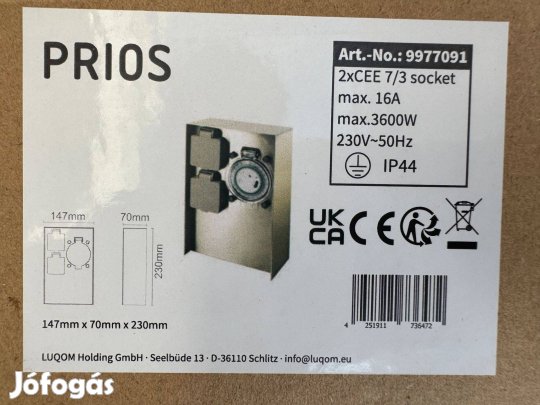 PRIOS
Art.-No.: 9977091
2xCEE 7/3 socket
max. 16A
max.3600W
230V~50Hz
IP44
147mm
70mm
230mm
UK
CA CE
147mm x 70mm x 230mm
4 251911 736472
LUQOM Holding GmbH · Seelbüde 13 · D-36110 Schlitz · info@luqom.eu
Jófogás